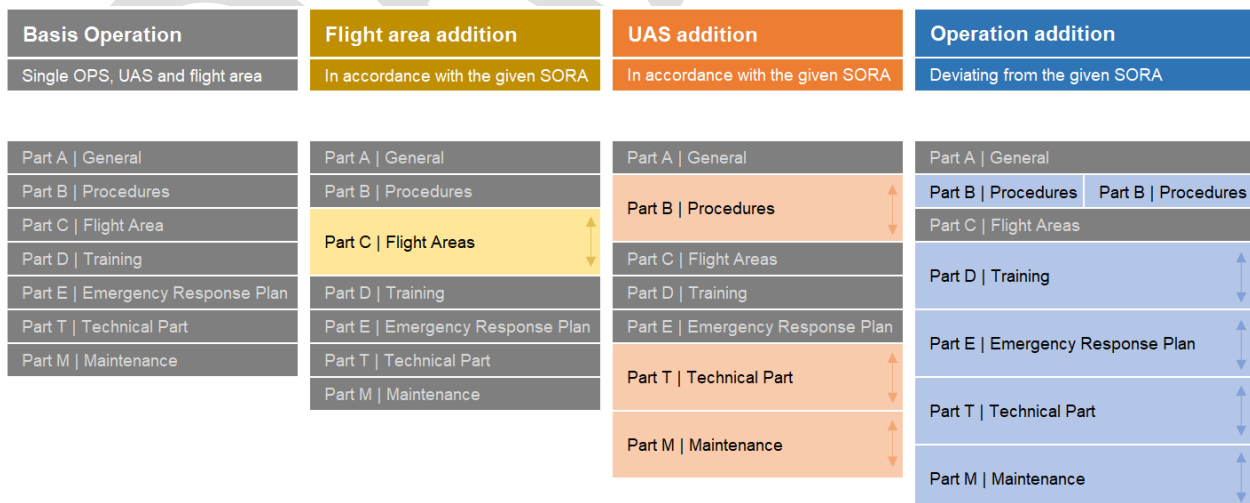 Basis Operation
Single OPS, UAS and flight area
Part A | General
Part B | Procedures
Part C | Flight Area
Part D | Training
Part E | Emergency Response Plan
Part T | Technical Part
Part M | Maintenance
Flight area addition
In accordance with the given SORA
Part A | General
Part B | Procedures
Part C | Flight Areas
Part D | Training
Part E | Emergency Response Plan
Part T | Technical Part
Part M | Maintenance
UAS addition
In accordance with the given SORA
Part A | General
Part B | Procedures
Part C | Flight Areas
Part D | Training
Part E | Emergency Response Plan
Part T | Technical Part
Part M | Maintenance
Operation addition
Deviating from the given SORA
Part A | General
Part B | Procedures
Part B | Procedures
Part C | Flight Areas
Part D | Training
Part E | Emergency Response Plan
Part T | Technical Part
Part M | Maintenance